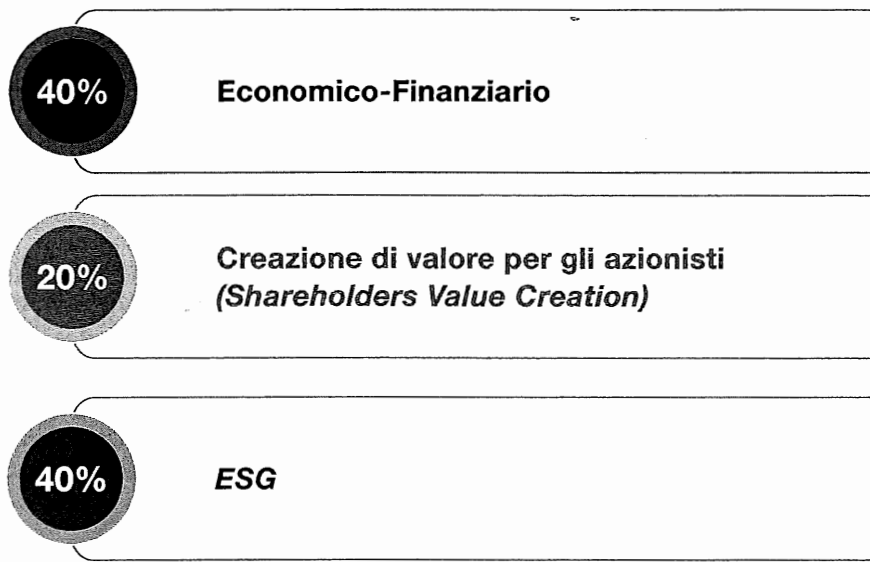 40%
Economico-Finanziario
20%
Creazione di valore per gli azionisti
(Shareholders Value Creation)
40%
ESG